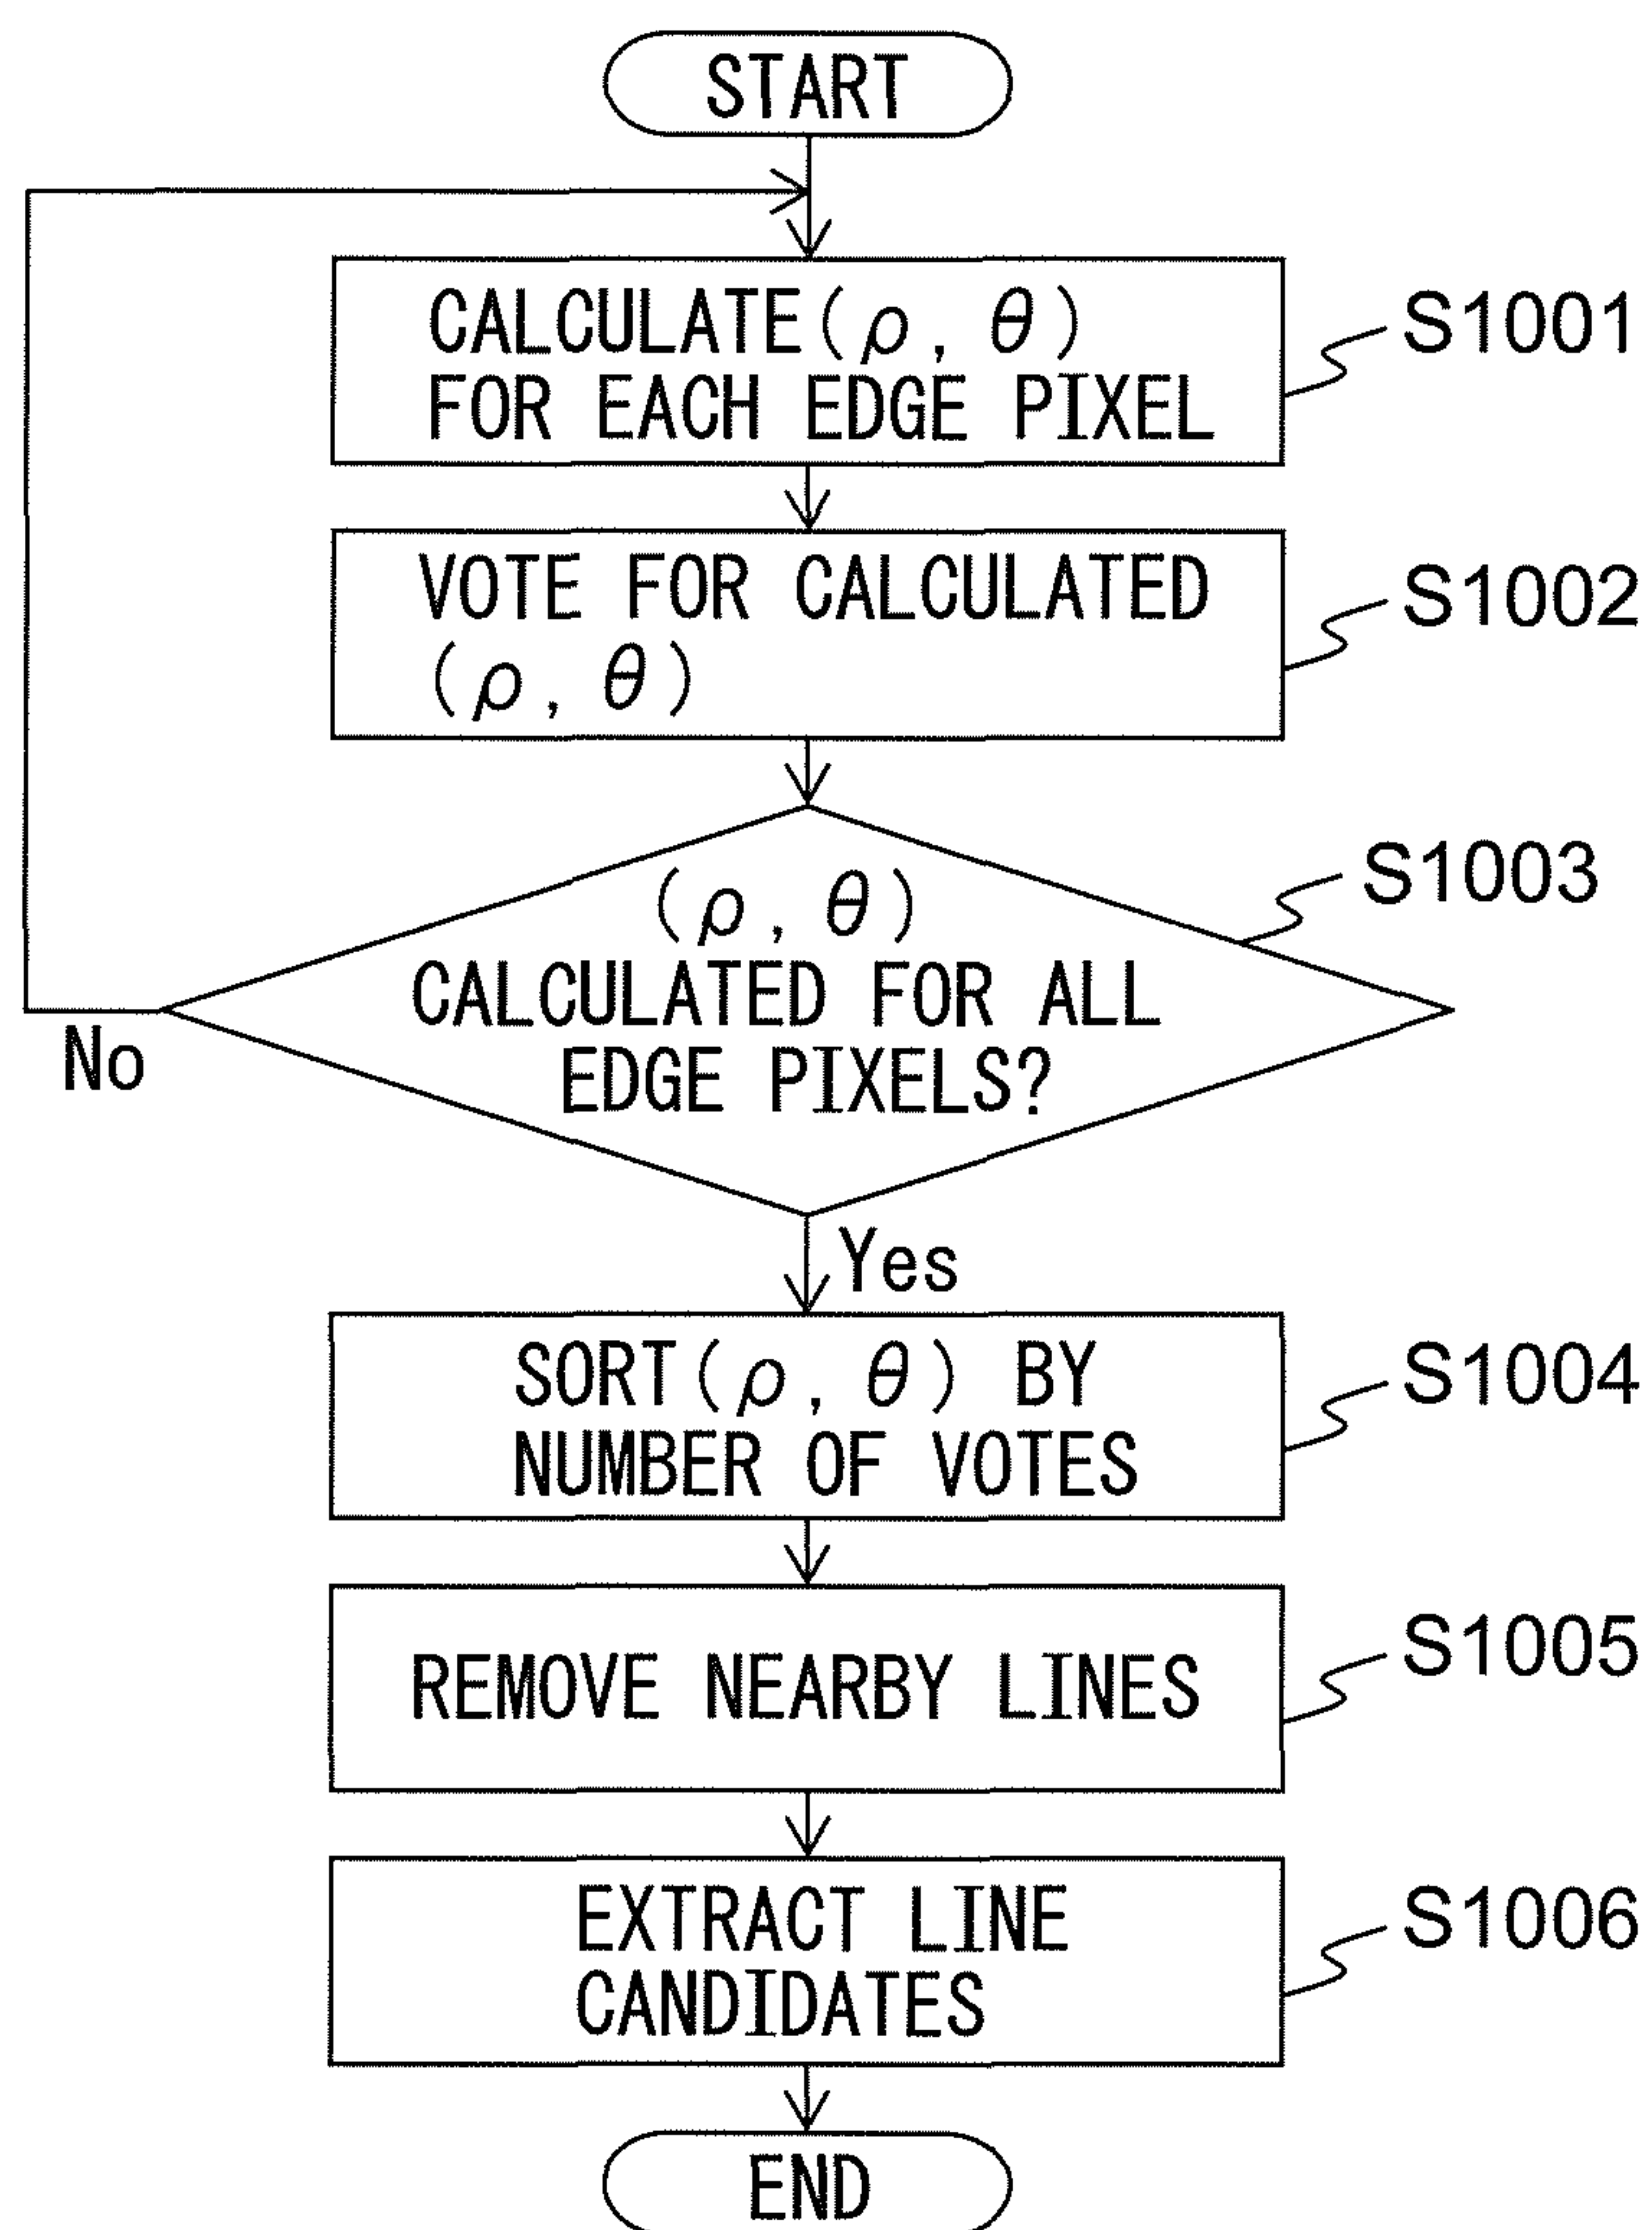 START
CALCULATE(ρ, θ)
FOR EACH EDGE PIXEL
S1001
VOTE FOR CALCULATED
(ρ, θ)
S1002
(ρ, θ)
CALCULATED FOR ALL
EDGE PIXELS?
S1003
No
Yes
SORT(ρ, θ) BY
NUMBER OF VOTES
S1004
REMOVE NEARBY LINES
S1005
EXTRACT LINE
CANDIDATES
S1006
END